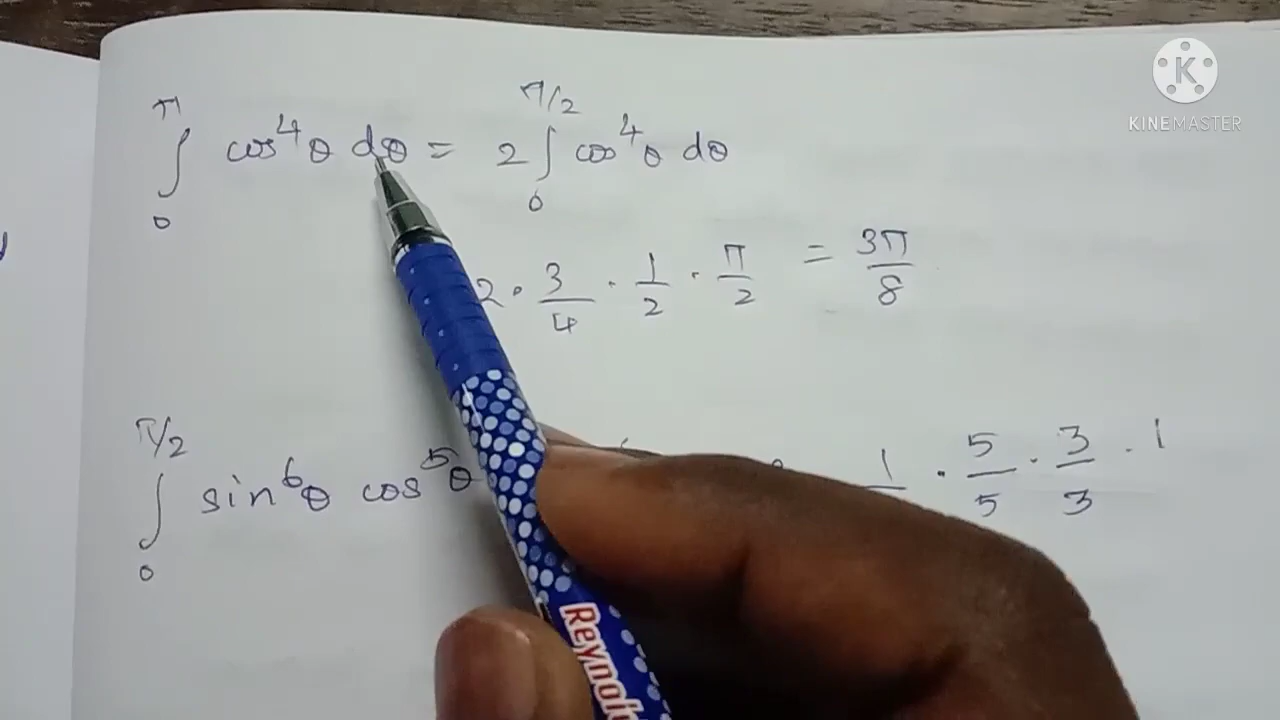 KINEMASTER
∫₀^π cos⁴θ dθ = 2 ∫₀^{π/2} cos⁴θ dθ
2 · 3/4 · 1/2 · π/2 = 3π/8
∫₀^{π/2} sin⁶θ cos⁵θ 1 · 5/5 · 3/3 · 1